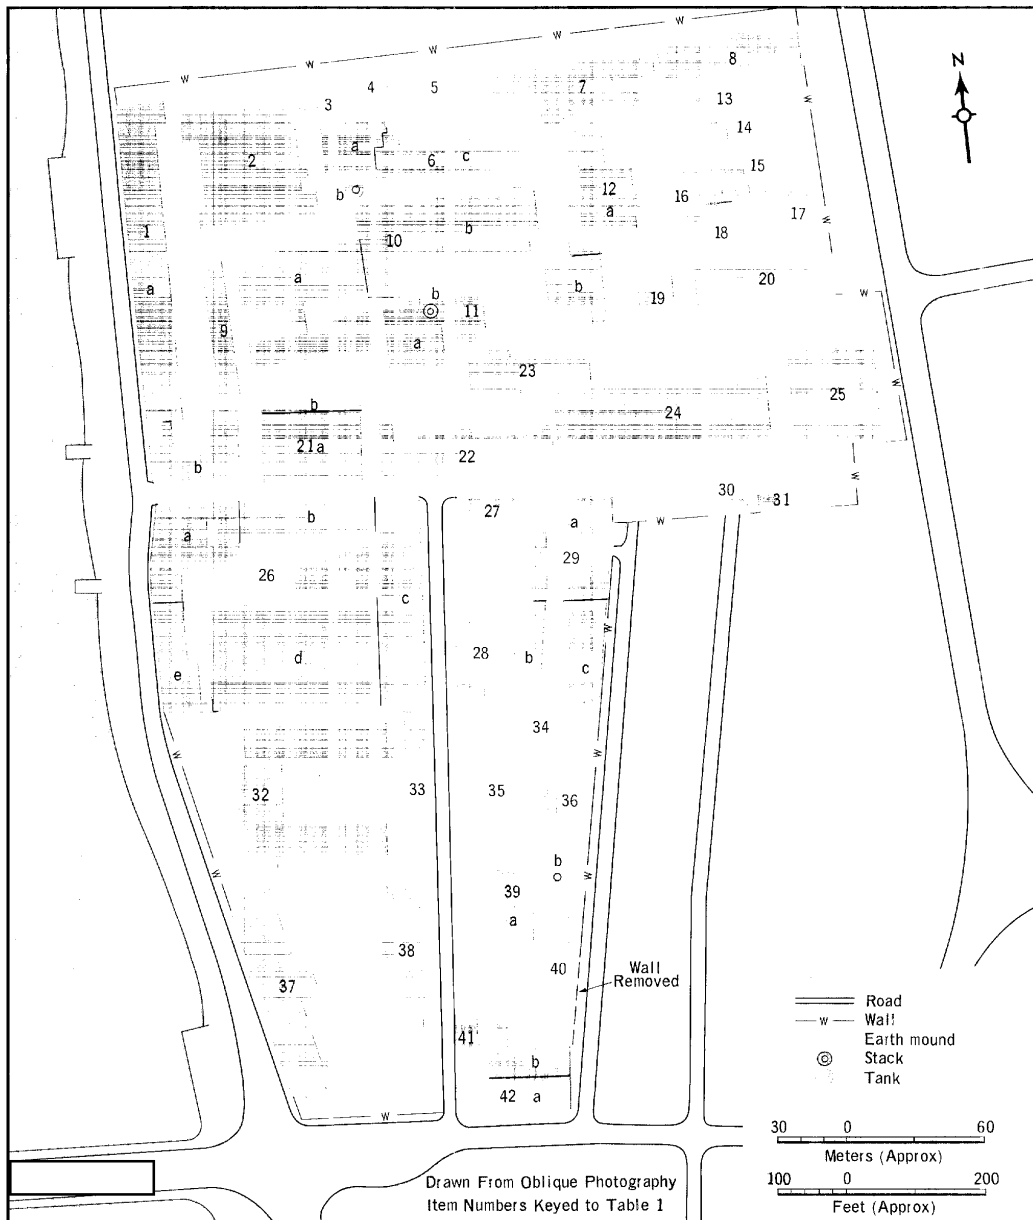 W
W
W
W
W
N
8
4
5
7
3
W
13
14
a
2
6
c
15
b
12
16
1
a
17
W
b
18
10
a
b
20
a
b
19
W
b
11
9
a
23
W
25
24
b
21 a
22
b
W
30
31
27
b
a
W
a
29
26
c
W
28
b
d
c
e
34
W
W
32
33
35
36
b
W
W
39
a
38
40
Wall
Removed
37
Road
W Wall
Earth mound
Stack
Tank
41
b
42 a
W
30 0 60
Meters (Approx)
100 0 200
Feet (Approx)
Drawn From Oblique Photography
Item Numbers Keyed to Table 1